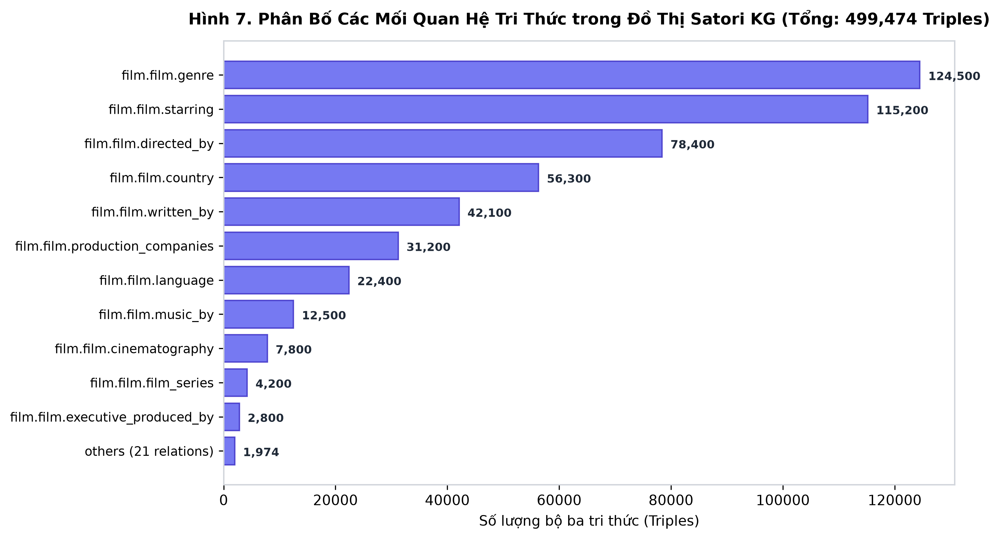 Hình 7. Phân Bố Các Mối Quan Hệ Tri Thức trong Đồ Thị Satori KG (Tổng: 499,474 Triples)
film.film.genre 124,500
film.film.starring 115,200
film.film.directed_by 78,400
film.film.country 56,300
film.film.written_by 42,100
film.film.production_companies 31,200
film.film.language 22,400
film.film.music_by 12,500
film.film.cinematography 7,800
film.film.film_series 4,200
film.film.executive_produced_by 2,800
others (21 relations) 1,974
0 20000 40000 60000 80000 100000 120000
Số lượng bộ ba tri thức (Triples)